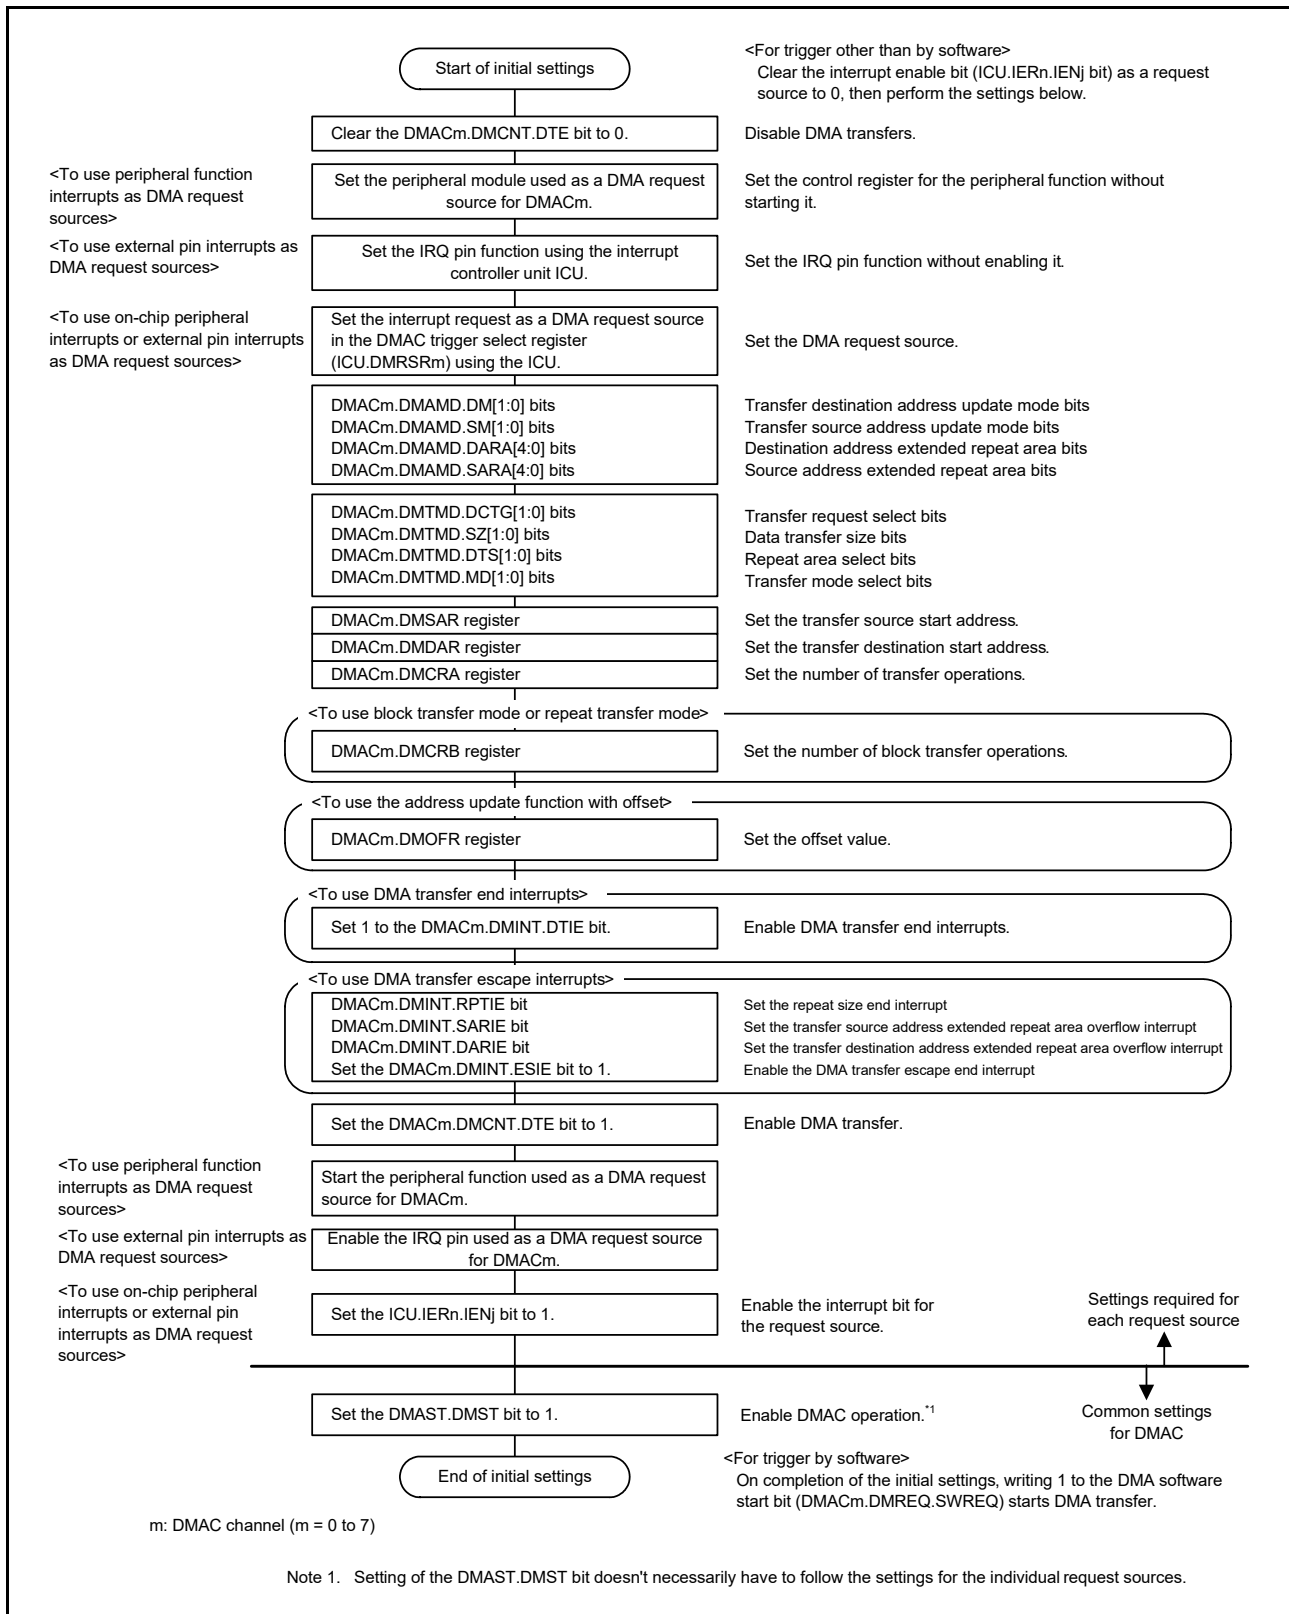 <For trigger other than by software>
Clear the interrupt enable bit (ICU.IERn.IENj bit) as a request
source to 0, then perform the settings below.
Start of initial settings
Clear the DMACm.DMCNT.DTE bit to 0.
Disable DMA transfers.
<To use peripheral function
interrupts as DMA request
sources>
Set the peripheral module used as a DMA request
source for DMACm.
Set the control register for the peripheral function without
starting it.
<To use external pin interrupts as
DMA request sources>
Set the IRQ pin function using the interrupt
controller unit ICU.
Set the IRQ pin function without enabling it.
<To use on-chip peripheral
interrupts or external pin interrupts
as DMA request sources>
Set the interrupt request as a DMA request source
in the DMAC trigger select register
(ICU.DMRSRm) using the ICU.
Set the DMA request source.
DMACm.DMAMD.DM[1:0] bits
Transfer destination address update mode bits
DMACm.DMAMD.SM[1:0] bits
Transfer source address update mode bits
DMACm.DMAMD.DARA[4:0] bits
Destination address extended repeat area bits
DMACm.DMAMD.SARA[4:0] bits
Source address extended repeat area bits
DMACm.DMTMD.DCTG[1:0] bits
Transfer request select bits
DMACm.DMTMD.SZ[1:0] bits
Data transfer size bits
DMACm.DMTMD.DTS[1:0] bits
Repeat area select bits
DMACm.DMTMD.MD[1:0] bits
Transfer mode select bits
DMACm.DMSAR register
Set the transfer source start address.
DMACm.DMDAR register
Set the transfer destination start address.
DMACm.DMCRA register
Set the number of transfer operations.
<To use block transfer mode or repeat transfer mode>
DMACm.DMCRB register
Set the number of block transfer operations.
<To use the address update function with offset>
DMACm.DMOFR register
Set the offset value.
<To use DMA transfer end interrupts>
Set 1 to the DMACm.DMINT.DTIE bit.
Enable DMA transfer end interrupts.
<To use DMA transfer escape interrupts>
DMACm.DMINT.RPTIE bit
Set the repeat size end interrupt
DMACm.DMINT.SARIE bit
Set the transfer source address extended repeat area overflow interrupt
DMACm.DMINT.DARIE bit
Set the transfer destination address extended repeat area overflow interrupt
Set the DMACm.DMINT.ESIE bit to 1.
Enable the DMA transfer escape end interrupt
Set the DMACm.DMCNT.DTE bit to 1.
Enable DMA transfer.
<To use peripheral function
interrupts as DMA request
sources>
Start the peripheral function used as a DMA request
source for DMACm.
<To use external pin interrupts as
DMA request sources>
Enable the IRQ pin used as a DMA request source
for DMACm.
<To use on-chip peripheral
interrupts or external pin
interrupts as DMA request
sources>
Set the ICU.IERn.IENj bit to 1.
Enable the interrupt bit for
the request source.
Settings required for
each request source
Set the DMAST.DMST bit to 1.
Enable DMAC operation.*1
Common settings
for DMAC
End of initial settings
<For trigger by software>
On completion of the initial settings, writing 1 to the DMA software
start bit (DMACm.DMREQ.SWREQ) starts DMA transfer.
m: DMAC channel (m = 0 to 7)
Note 1. Setting of the DMAST.DMST bit doesn't necessarily have to follow the settings for the individual request sources.